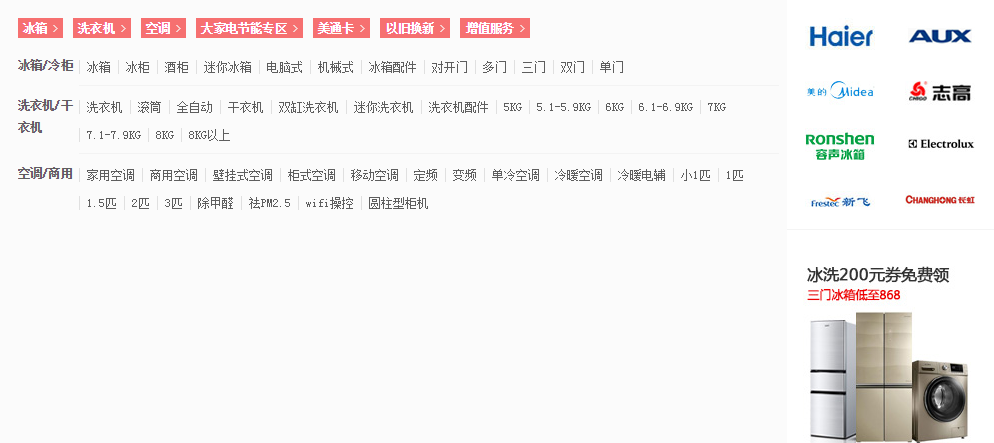 冰箱 > 洗衣机 > 空调 > 大家电节能专区 > 美通卡 > 以旧换新 > 增值服务 >
冰箱/冷柜 冰箱 冰柜 酒柜 迷你冰箱 电脑式 机械式 冰箱配件 对开门 多门 三门 双门 单门
洗衣机/干衣机 洗衣机 滚筒 全自动 干衣机 双缸洗衣机 迷你洗衣机 洗衣机配件 5KG 5.1-5.9KG 6KG 6.1-6.9KG 7KG
7.1-7.9KG 8KG 8KG以上
空调/商用 家用空调 商用空调 壁挂式空调 柜式空调 移动空调 定频 变频 单冷空调 冷暖空调 冷暖电辅 小1匹 1匹
1.5匹 2匹 3匹 除甲醛 祛PM2.5 wifi操控 圆柱型柜机
Haier AUX
美的 Midea CHIGO 志高
Ronshen Electrolux
容声冰箱
Frestec 新飞 CHANGHONG 长虹
冰洗200元券免费领
三门冰箱低至868